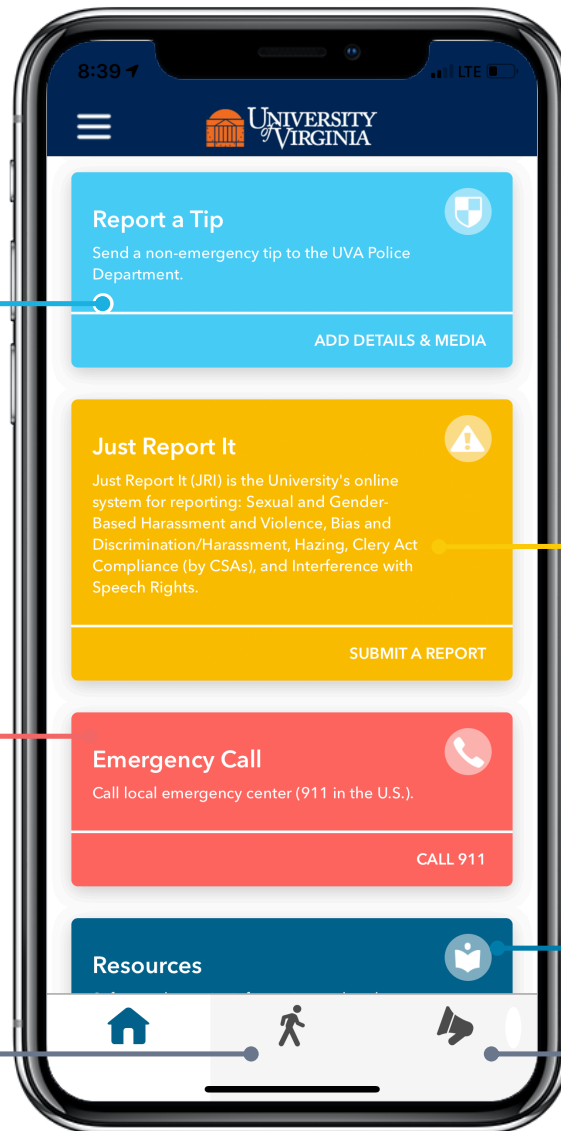 8:39
LTE
UNIVERSITY
of VIRGINIA
Report a Tip
Send a non-emergency tip to the UVA Police
Department.
ADD DETAILS & MEDIA
Just Report It
Just Report It (JRI) is the University's online
system for reporting: Sexual and Gender-
Based Harassment and Violence, Bias and
Discrimination/Harassment, Hazing, Clery Act
Compliance (by CSAs), and Interference with
Speech Rights.
SUBMIT A REPORT
Emergency Call
Call local emergency center (911 in the U.S.).
CALL 911
Resources